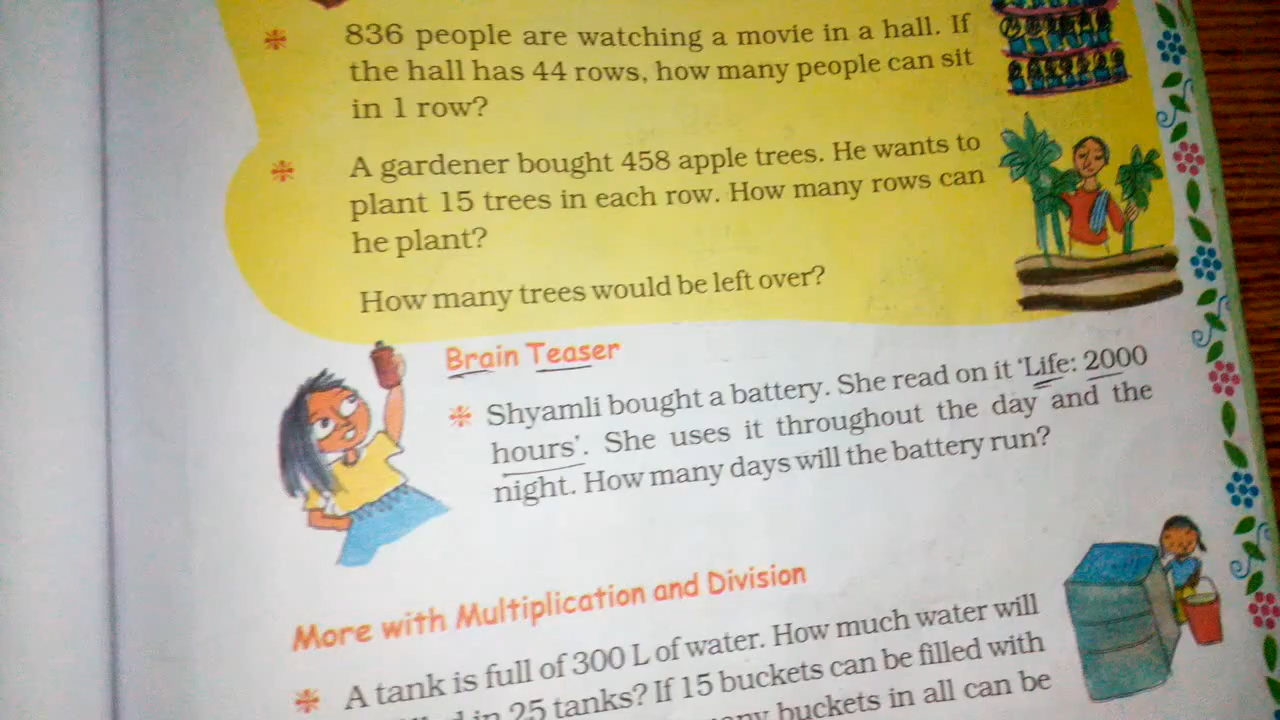 836 people are watching a movie in a hall. If
the hall has 44 rows, how many people can sit
in 1 row?
A gardener bought 458 apple trees. He wants to
plant 15 trees in each row. How many rows can
he plant?
How many trees would be left over?
Brain Teaser
Shyamli bought a battery. She read on it ‘Life: 2000
hours’. She uses it throughout the day and the
night. How many days will the battery run?
More with Multiplication and Division
A tank is full of 300 L of water. How much water will
in 25 tanks? If 15 buckets can be filled with
buckets in all can be